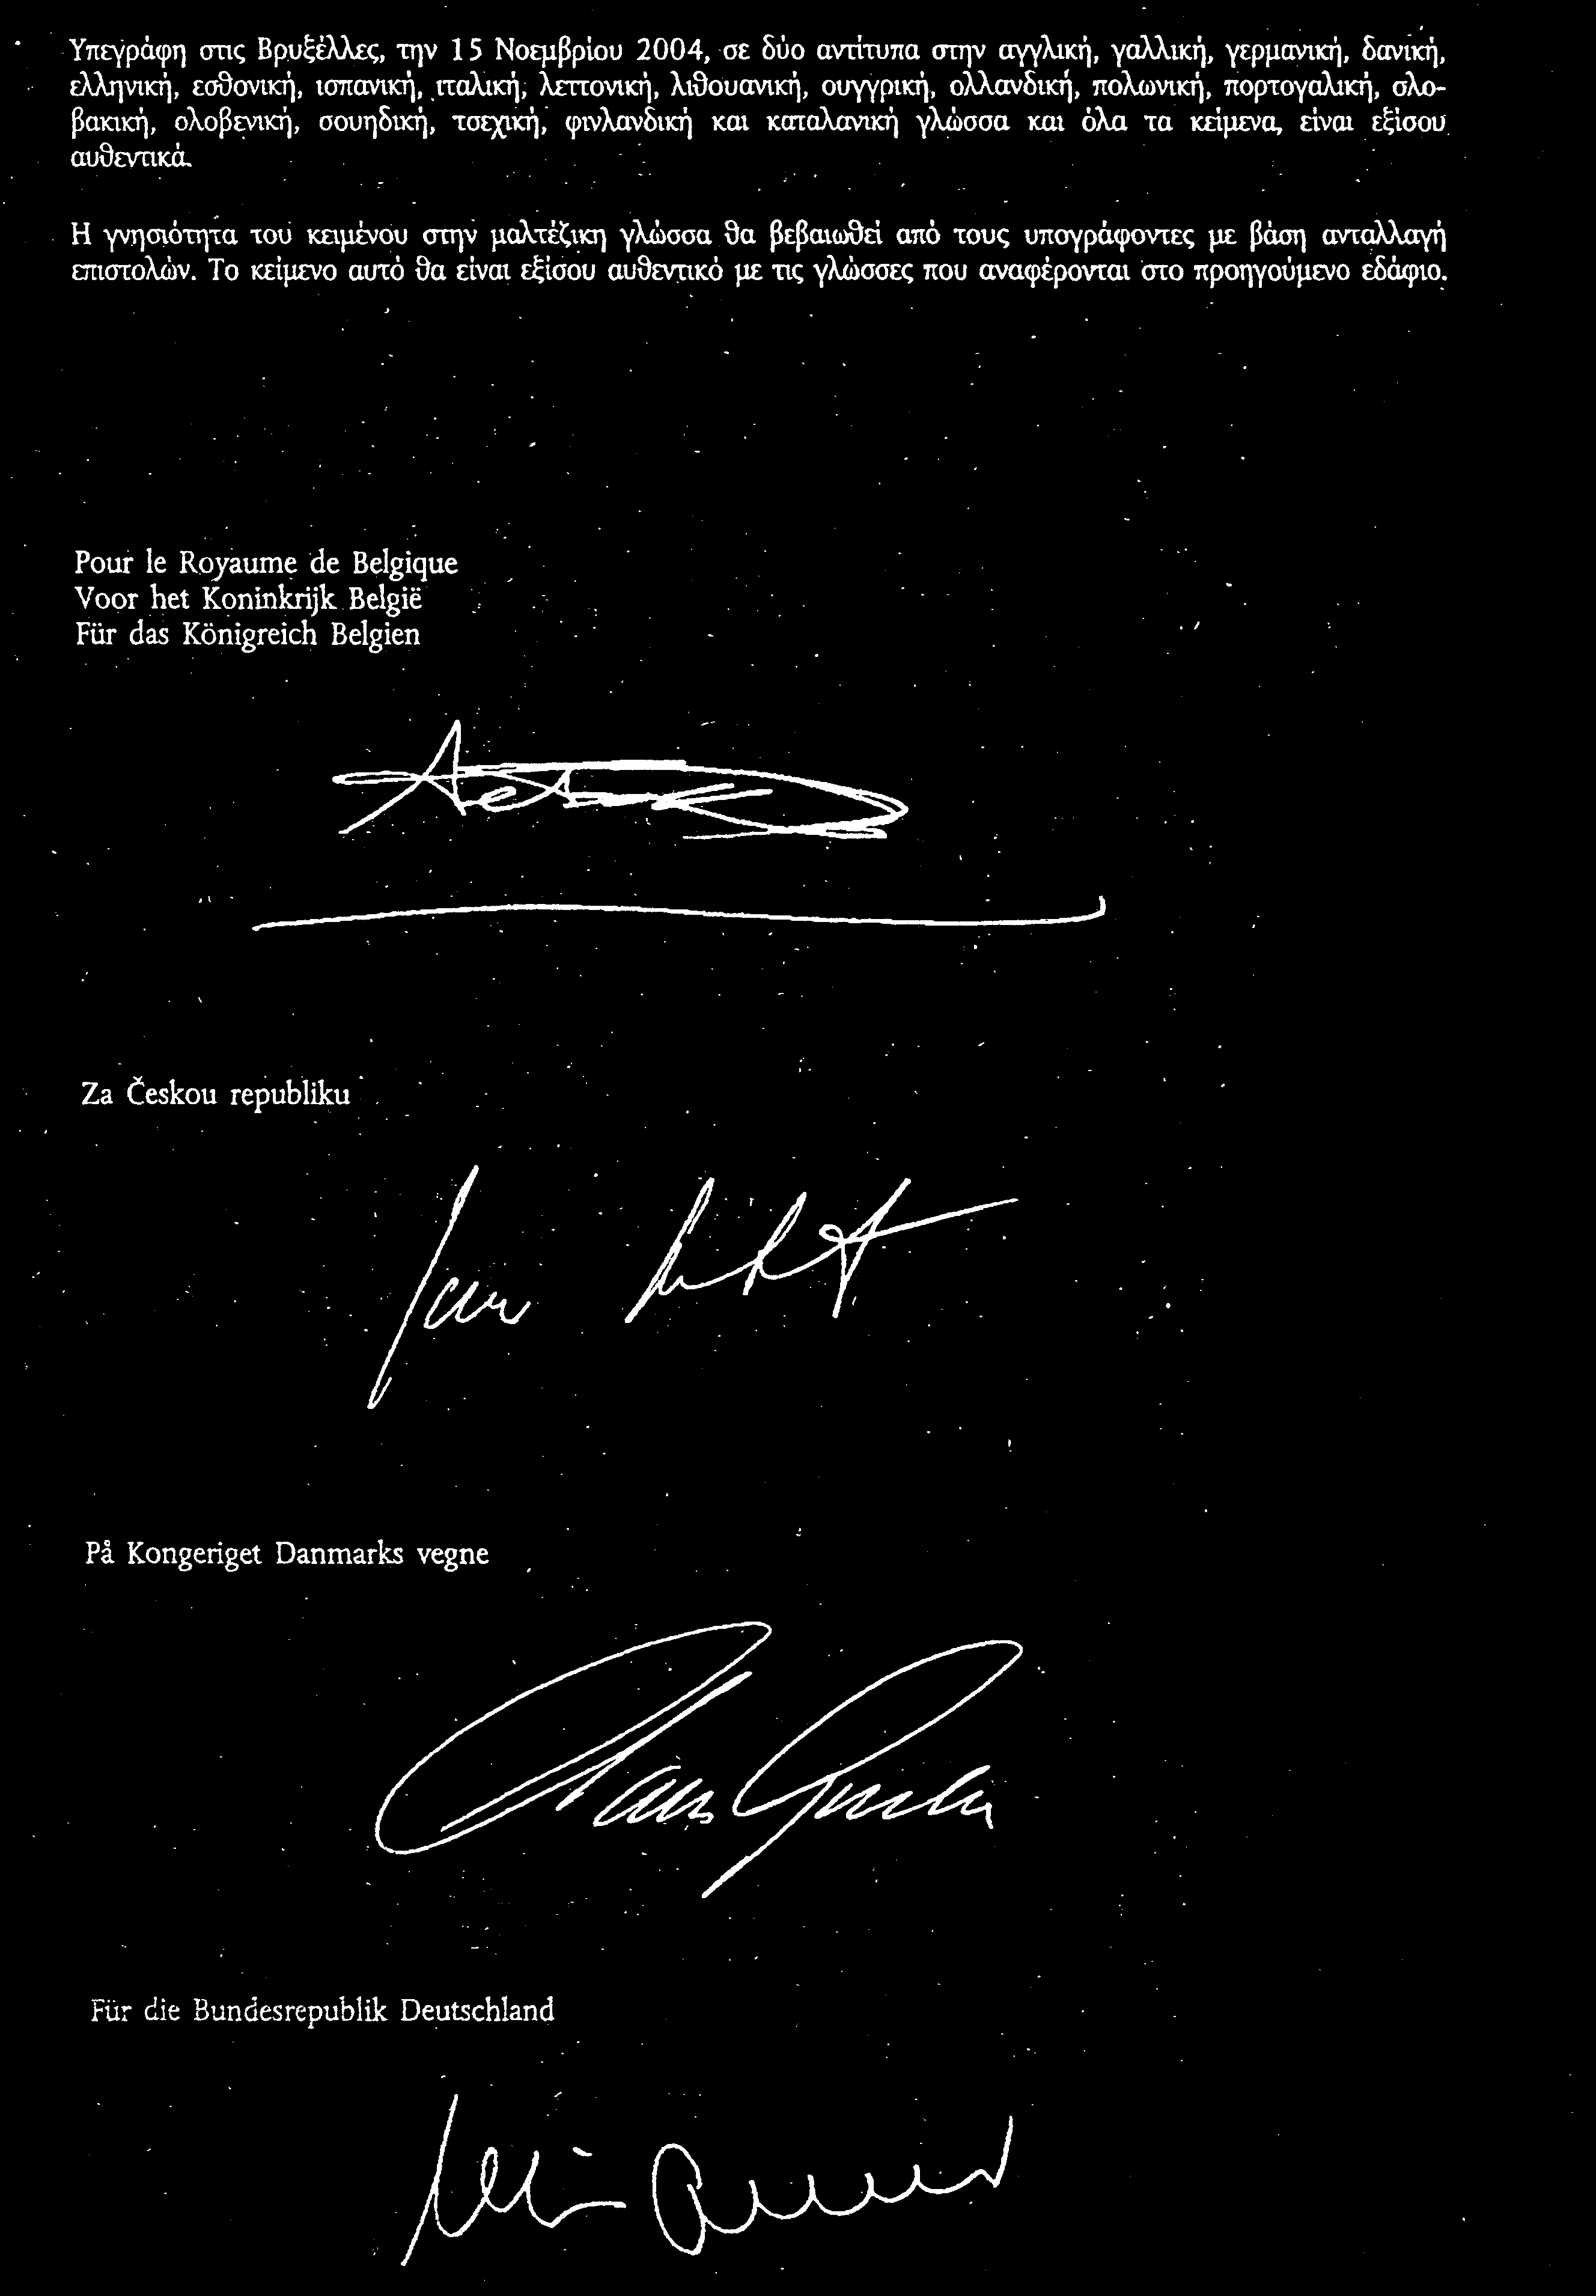 Υπεγράφη στις Βρυξέλλες, την 15 Νοεμβρίου 2004, σε δύο αντίτυπα στην αγγλική, γαλλική, γερμανική, δανική,
ελληνική, εσθονική, ισπανική, ιταλική, λεττονική, λιθουανική, ουγγρική, ολλανδική, πολωνική, πορτογαλική, σλο-
βακική, σλοβενική, σουηδική, τσεχική, φινλανδική και καταλανική γλώσσα και όλα τα κείμενα, είναι εξίσου
αυθεντικά.
Η γνησιότητα του κειμένου στην μαλτέζικη γλώσσα θα βεβαιωθεί από τους υπογράφοντες με βάση ανταλλαγή
επιστολών. Το κείμενο αυτό θα είναι εξίσου αυθεντικό με τις γλώσσες που αναφέρονται στο προηγούμενο εδάφιο.
Pour le Royaume de Belgique
Voor het Koninkrijk België
Für das Königreich Belgien
Za Českou republiku
På Kongeriget Danmarks vegne
Für die Bundesrepublik Deutschland